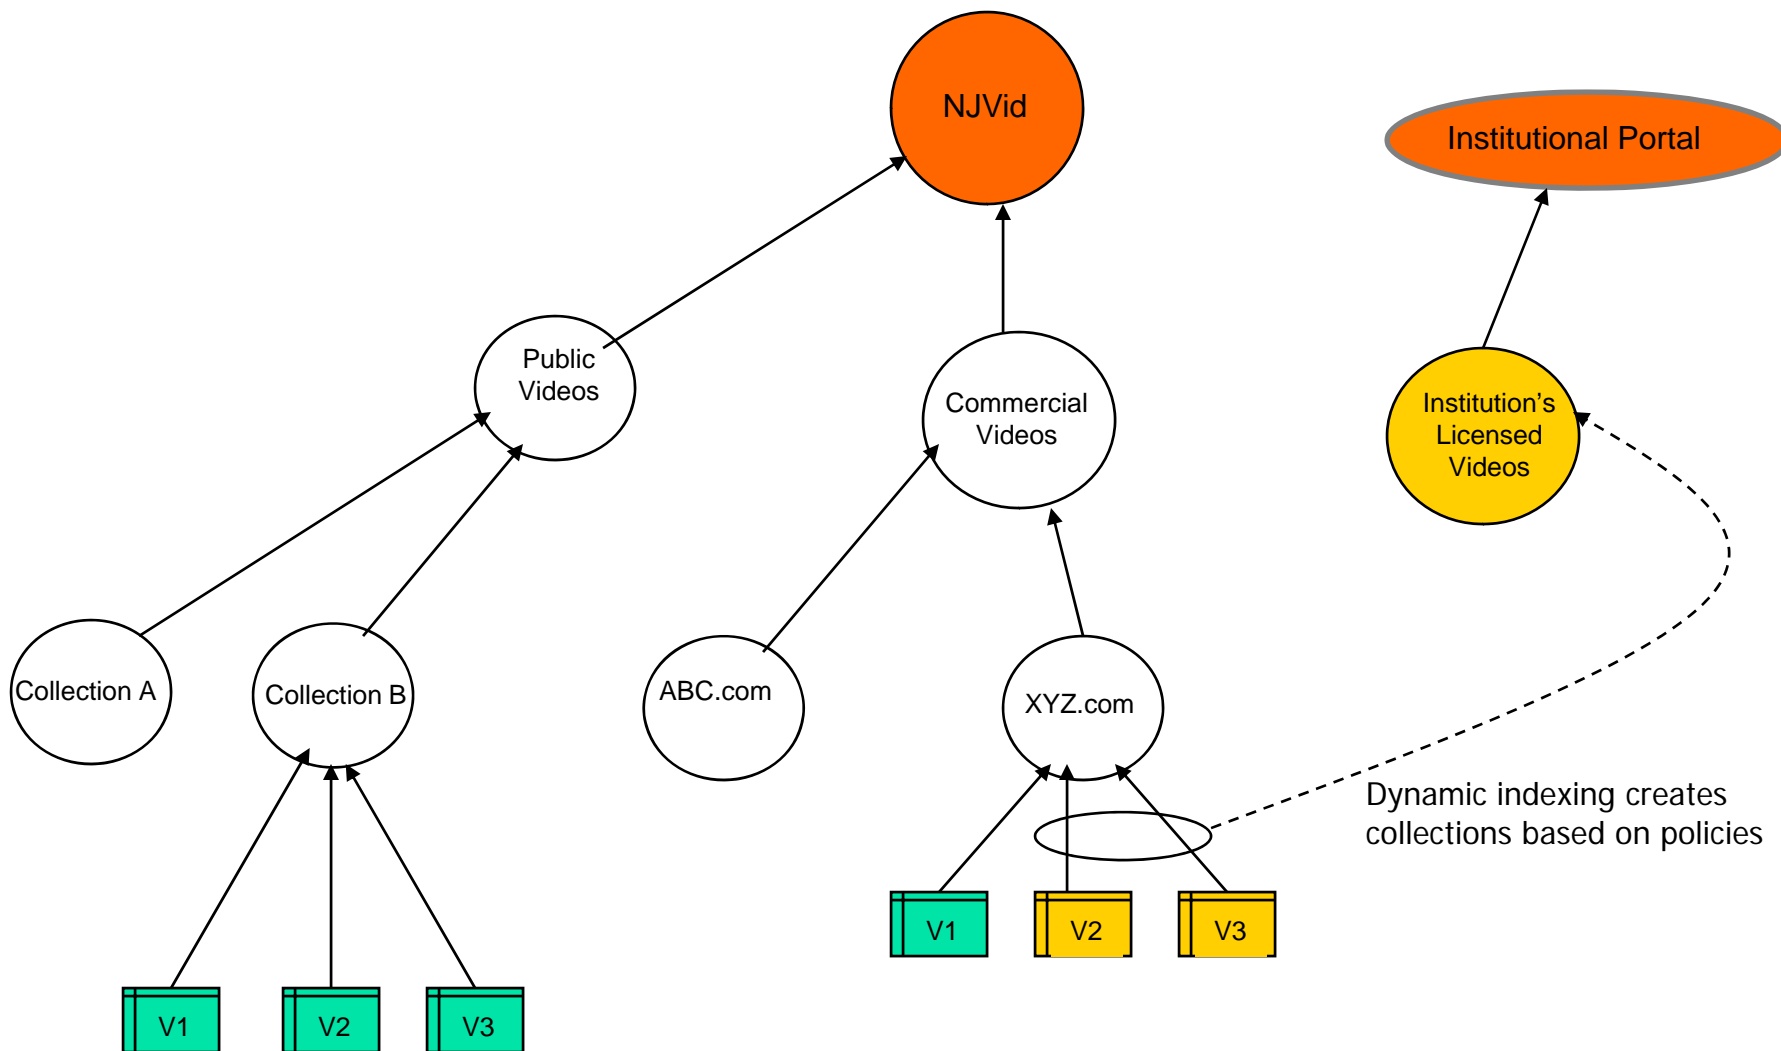 NJVid
Institutional Portal
Public
Videos
Commercial
Videos
Institution’s
Licensed
Videos
Collection A
Collection B
ABC.com
XYZ.com
Dynamic indexing creates
collections based on policies
V1
V2
V3
V1
V2
V3